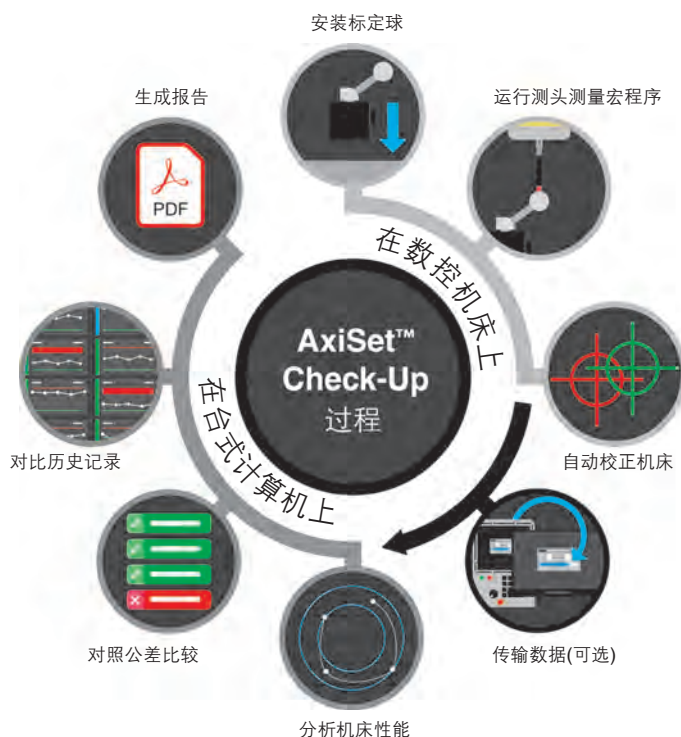 安装标定球
生成报告
运行测头测量宏程序
PDF
在数控机床上
AxiSet™
Check-Up
过程
在台式计算机上
对比历史记录
自动校正机床
对照公差比较
传输数据(可选)
分析机床性能